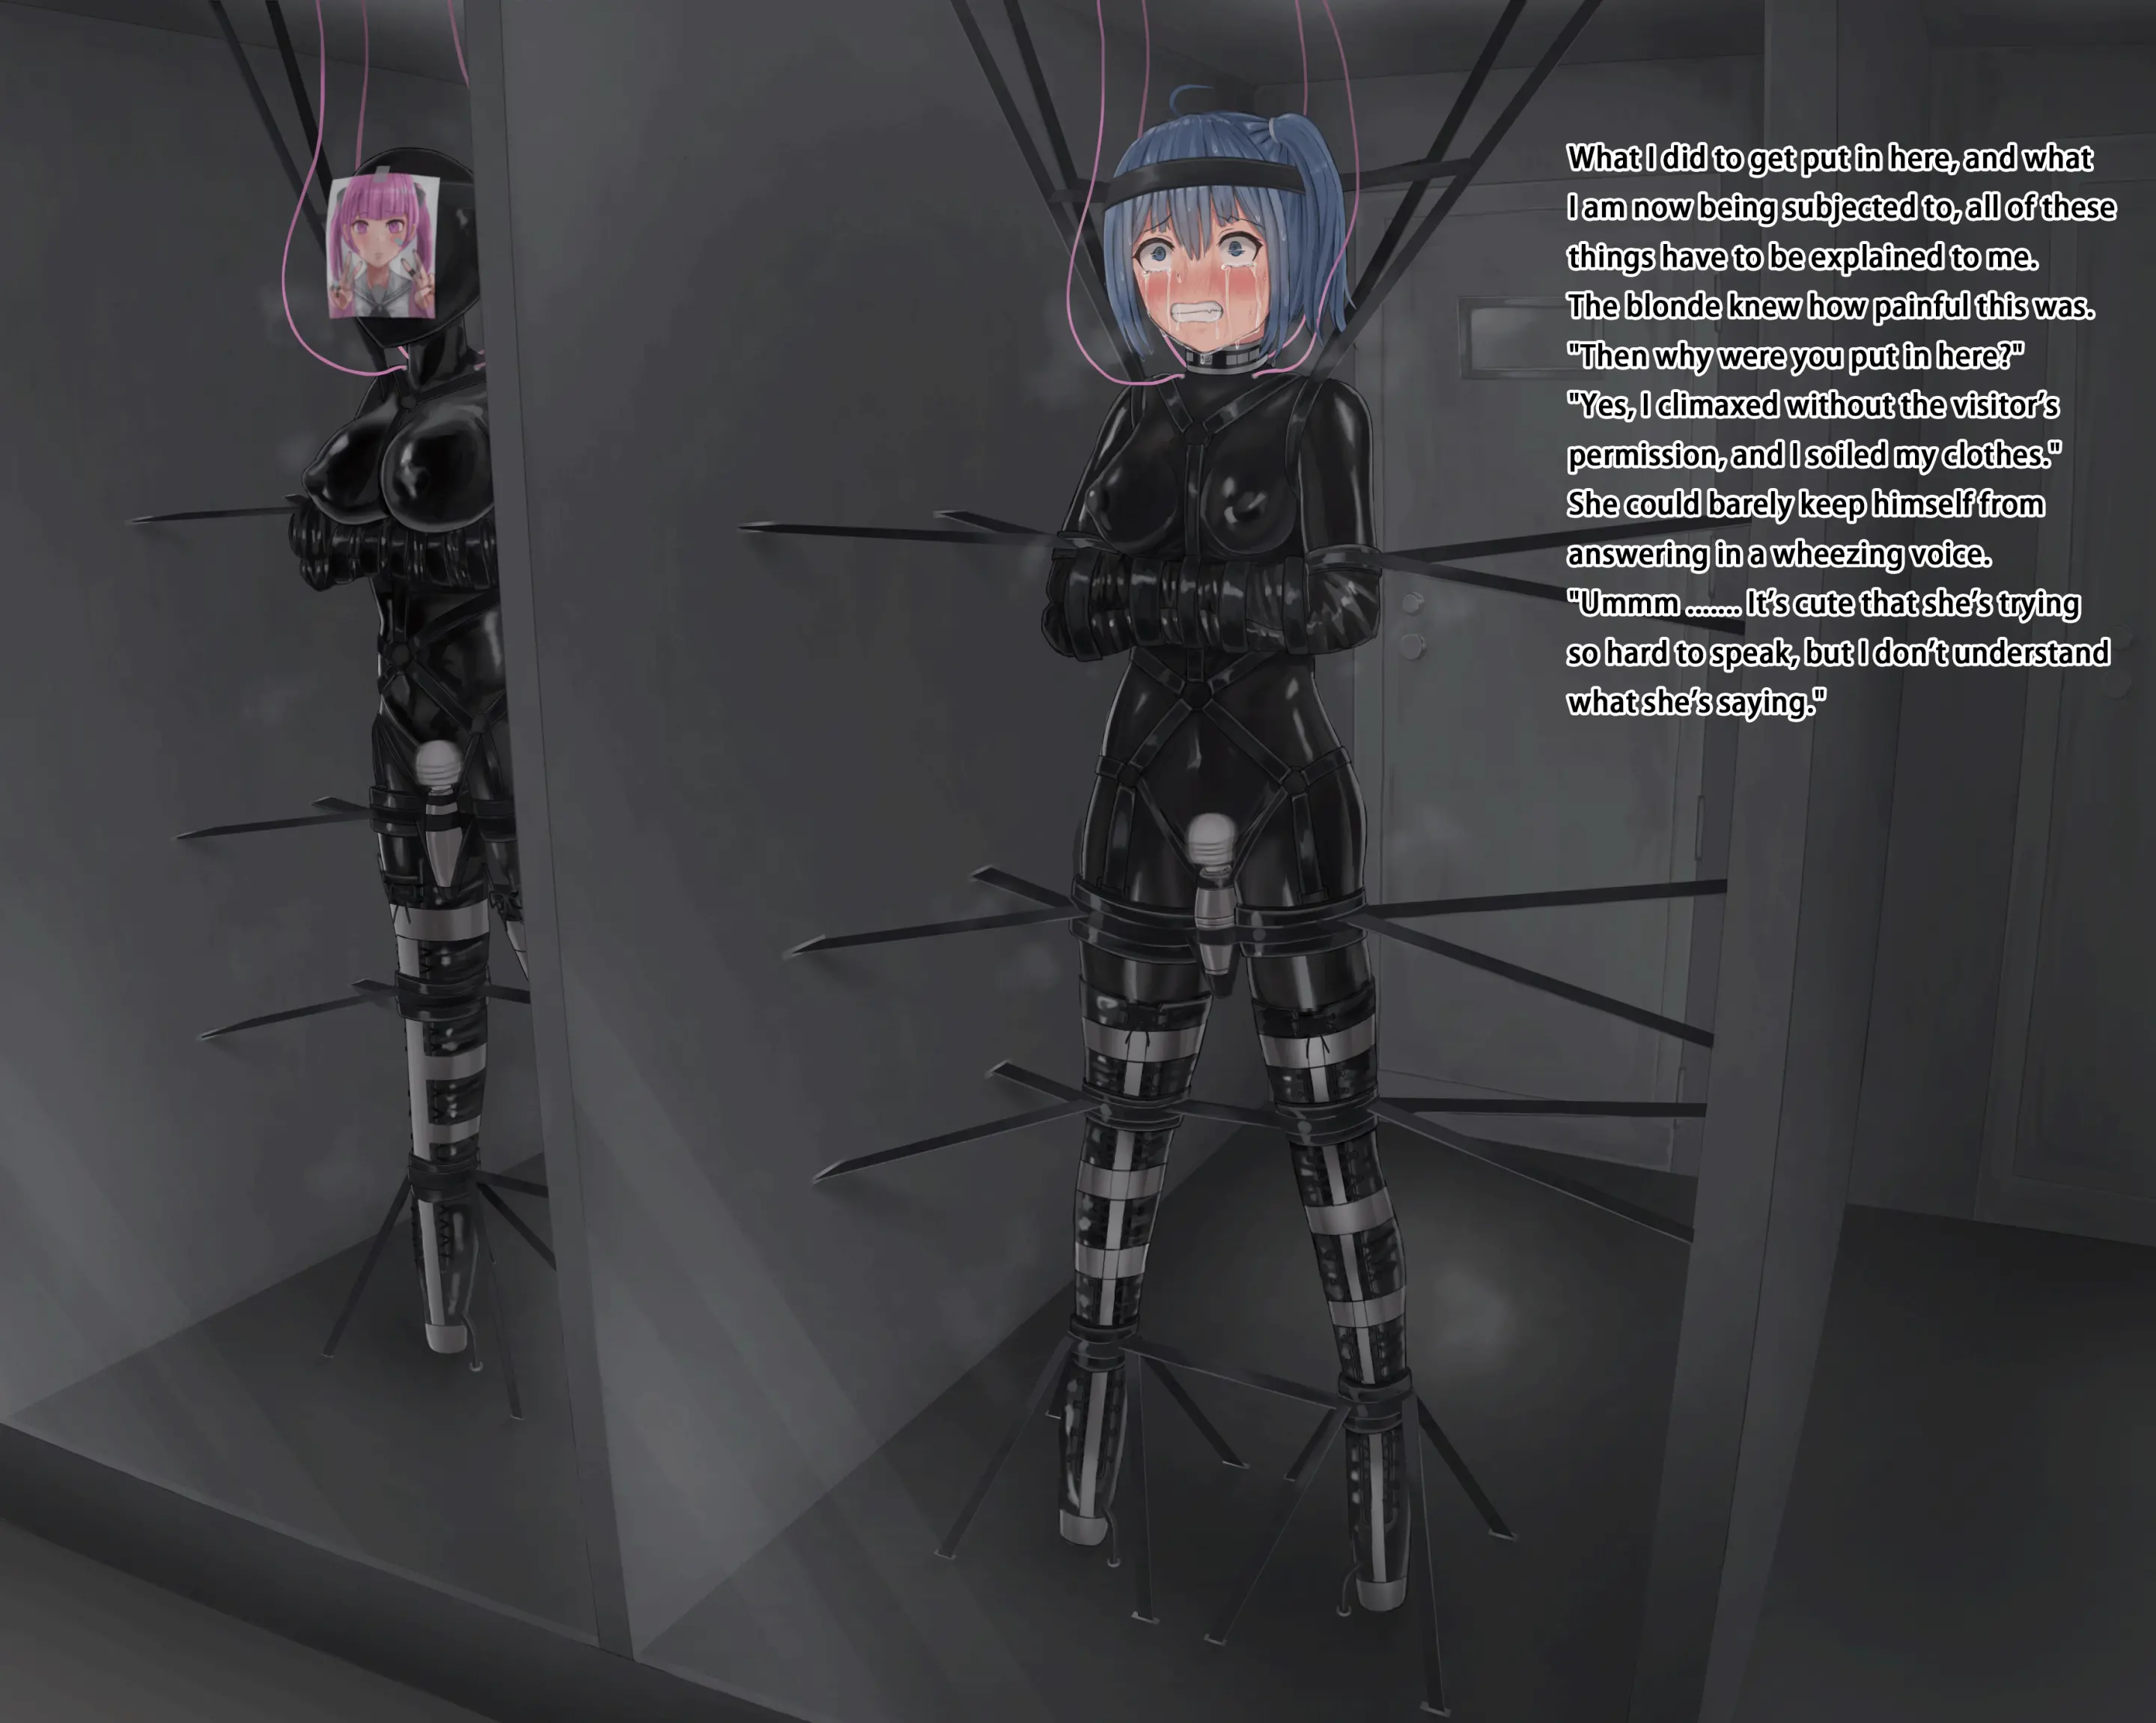 What I did to get put in here, and what
I am now being subjected to, all of these
things have to be explained to me.
The blonde knew how painful this was.
"Then why were you put in here?"
"Yes, I climaxed without the visitor's
permission, and I soiled my clothes."
She could barely keep himself from
answering in a wheezing voice.
"Ummm ....... It's cute that she's trying
so hard to speak, but I don't understand
what she's saying."